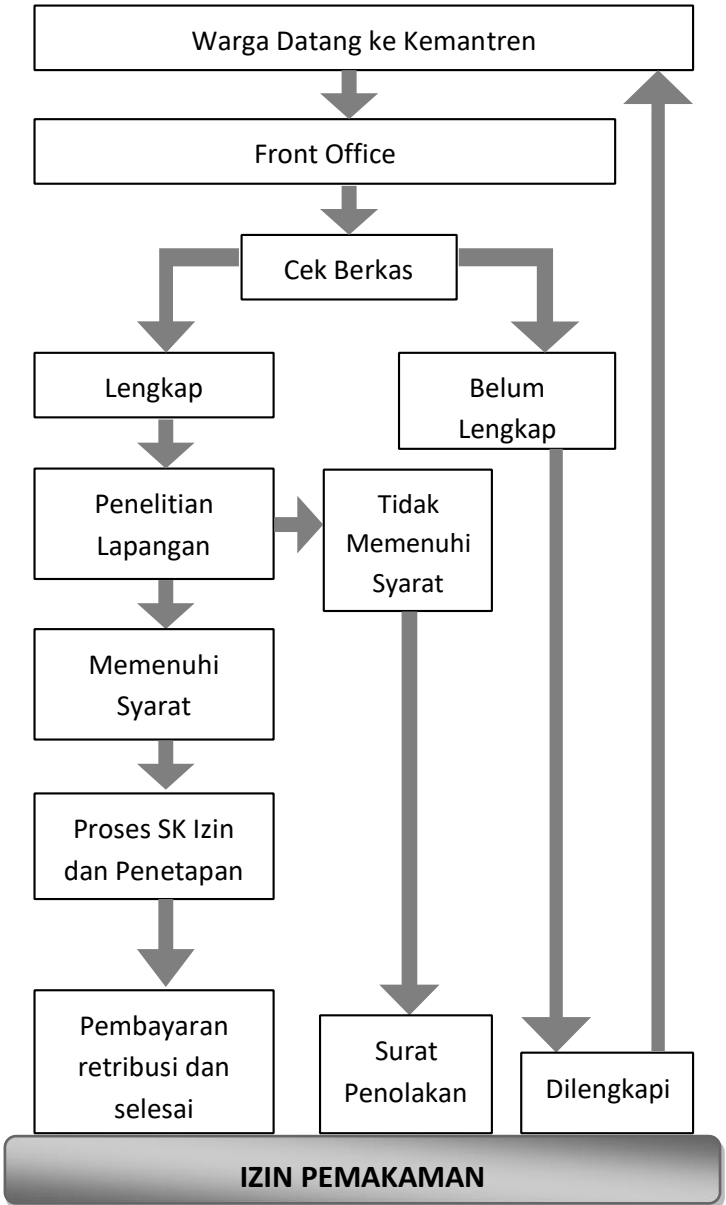 Warga Datang ke Kemantren
Front Office
Cek Berkas
Lengkap
Belum
Lengkap
Penelitian
Lapangan
Tidak
Memenuhi
Syarat
Memenuhi
Syarat
Proses SK Izin
dan Penetapan
Pembayaran
retribusi dan
selesai
Surat
Penolakan
Dilengkapi
IZIN PEMAKAMAN